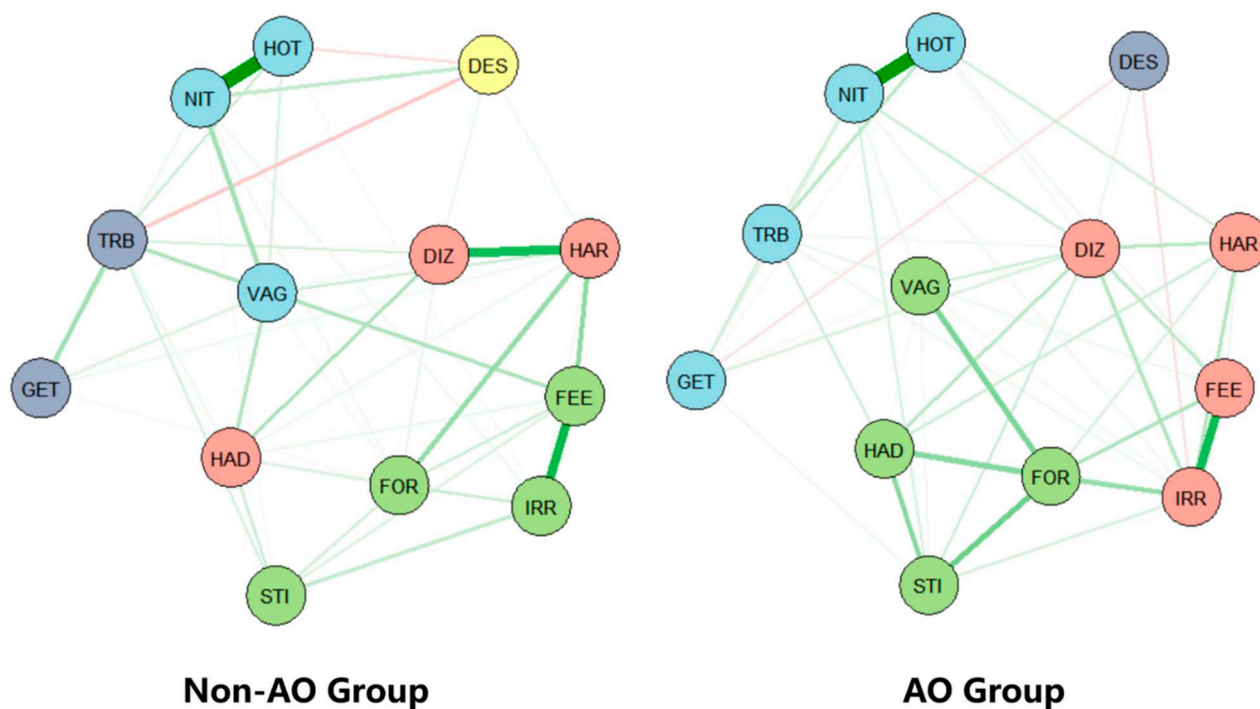 HOT
DES
NIT
TRB
DIZ
HAR
VAG
GET
FEE
HAD
FOR
IRR
STI
Non-AO Group
HOT
DES
NIT
TRB
DIZ
HAR
VAG
GET
FEE
HAD
FOR
IRR
STI
AO Group